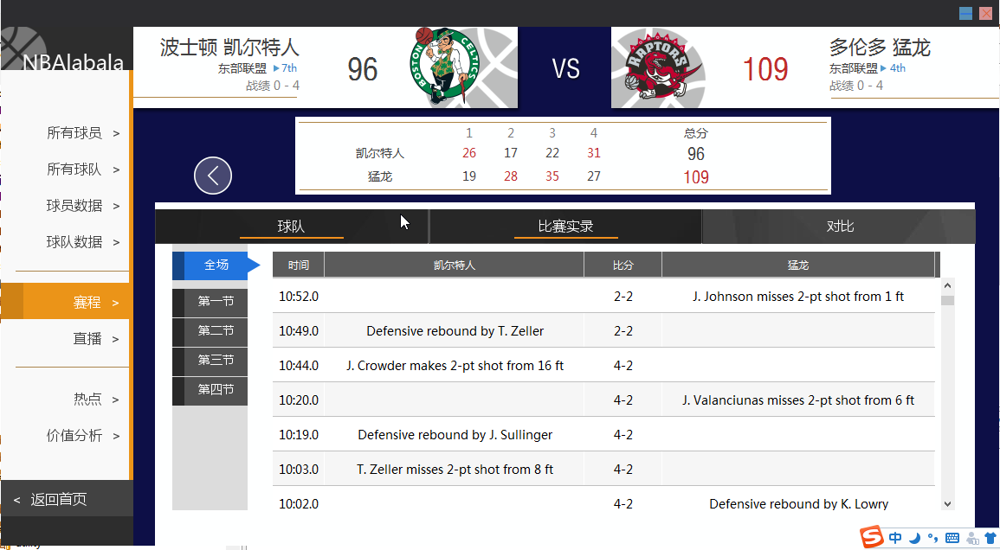 NBAlabala
波士顿 凯尔特人
东部联盟 ▶7th
战绩 0 - 4
96
BOSTON CELTICS
VS
RAPTORS
109
多伦多 猛龙
东部联盟▶ 4th
战绩 0 - 4
1 2 3 4 总分
凯尔特人 26 17 22 31 96
猛龙 19 28 35 27 109
所有球员 >
所有球队 >
球员数据 >
球队数据 >
赛程 >
直播 >
热点 >
价值分析 >
< 返回首页
球队 比赛实录 对比
全场
第一节
第二节
第三节
第四节
时间 凯尔特人 比分 猛龙
10:52.0 2-2 J. Johnson misses 2-pt shot from 1 ft
10:49.0 Defensive rebound by T. Zeller 2-2
10:44.0 J. Crowder makes 2-pt shot from 16 ft 4-2
10:20.0 4-2 J. Valanciunas misses 2-pt shot from 6 ft
10:19.0 Defensive rebound by J. Sullinger 4-2
10:03.0 T. Zeller misses 2-pt shot from 8 ft 4-2
10:02.0 4-2 Defensive rebound by K. Lowry
S 中